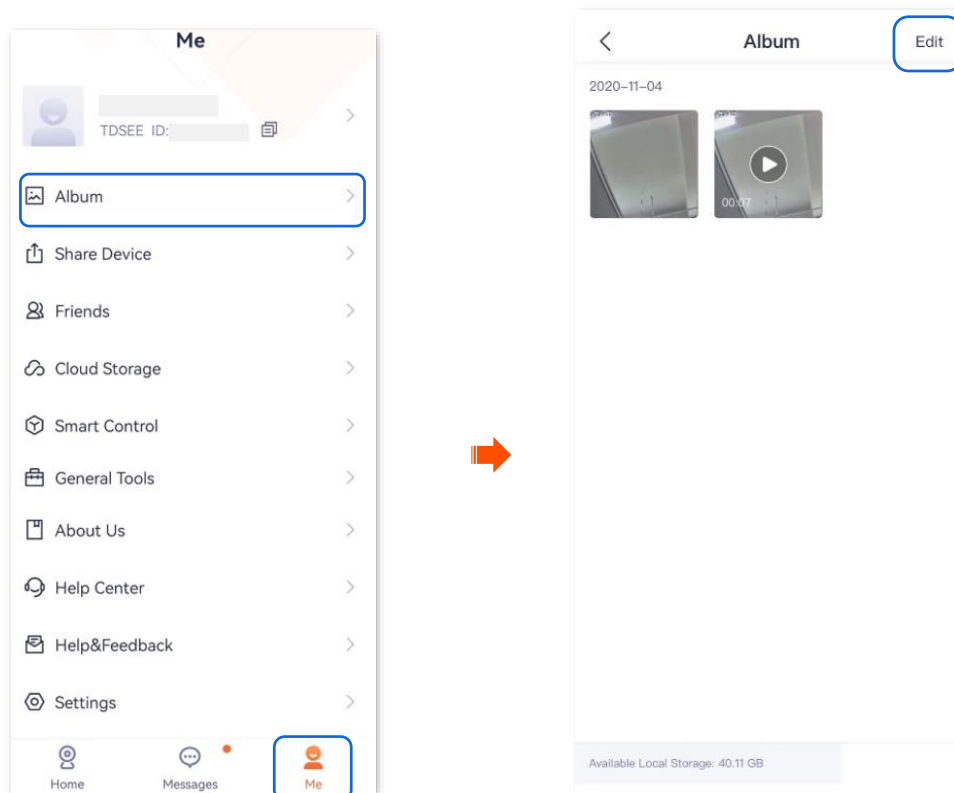 Me
TDSEE ID:
Album
Share Device
Friends
Cloud Storage
Smart Control
General Tools
About Us
Help Center
Help&Feedback
Settings
Home
Messages
Me
Album
Edit
2020-11-04
00:07
Available Local Storage: 40.11 GB